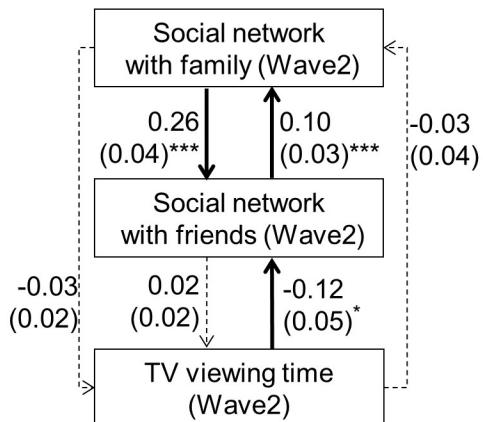 Social network
with family (Wave2)
0.26
(0.04)***
0.10
(0.03)***
-0.03
(0.04)
Social network
with friends (Wave2)
-0.03
(0.02)
0.02
(0.02)
-0.12
(0.05)*
TV viewing time
(Wave2)